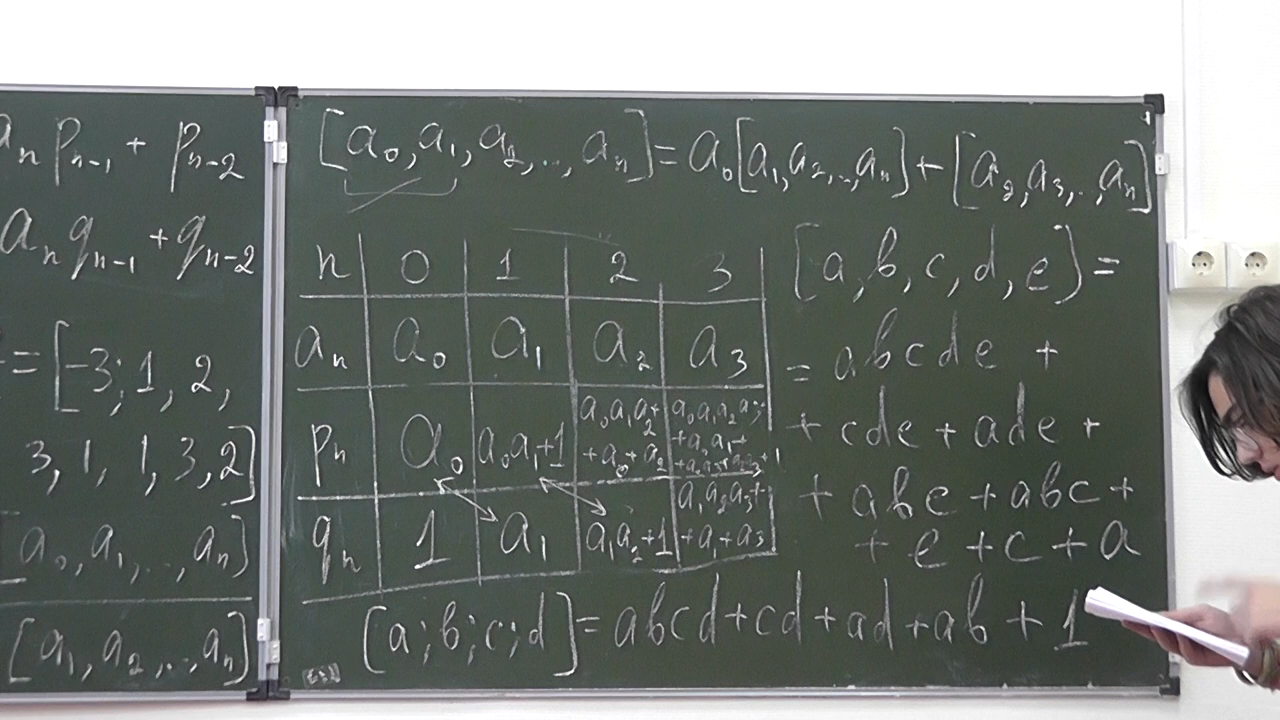 a_n p_{n-1} + p_{n-2}
a_n q_{n-1} + q_{n-2}
= [-3; 1, 2,
3, 1, 1, 3, 2]
[a_0, a_1, .., a_n]
[a_1, a_2, .., a_n]
[a_0, a_1, a_2, .., a_n] = a_0[a_1, a_2, .., a_n] + [a_2, a_3, .., a_n]
n 0 1 2 3
a_n a_0 a_1 a_2 a_3
p_n a_0 a_0a_1+1 a_0a_1a_2+ +a_0+a_2 a_0a_1a_2a_3+ +a_0a_1+
q_n 1 a_1 a_1a_2+1 a_1a_2a_3+ +a_1+a_3
[a, b, c, d, e] =
= abcde +
+ cde + ade +
+ abe + abc +
+ e + c + a
[a; b; c; d] = abcd + cd + ad + ab + 1